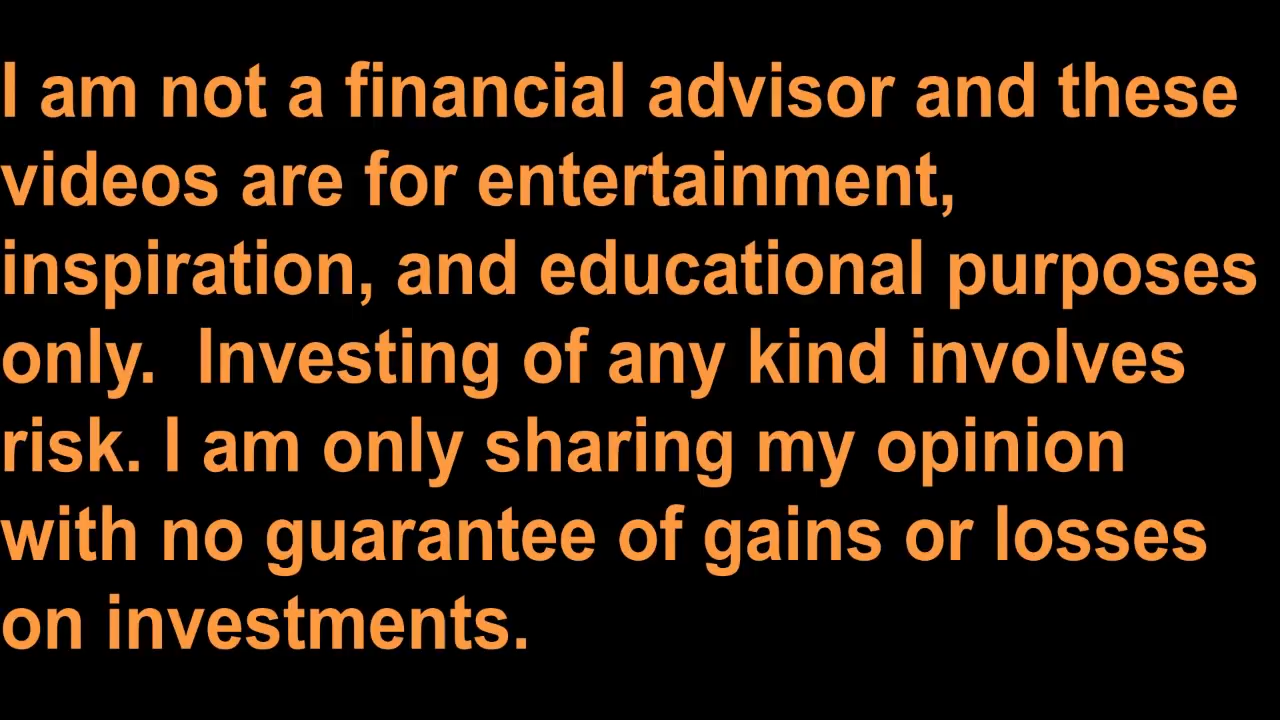 I am not a financial advisor and these
videos are for entertainment,
inspiration, and educational purposes
only.  Investing of any kind involves
risk. I am only sharing my opinion
with no guarantee of gains or losses
on investments.